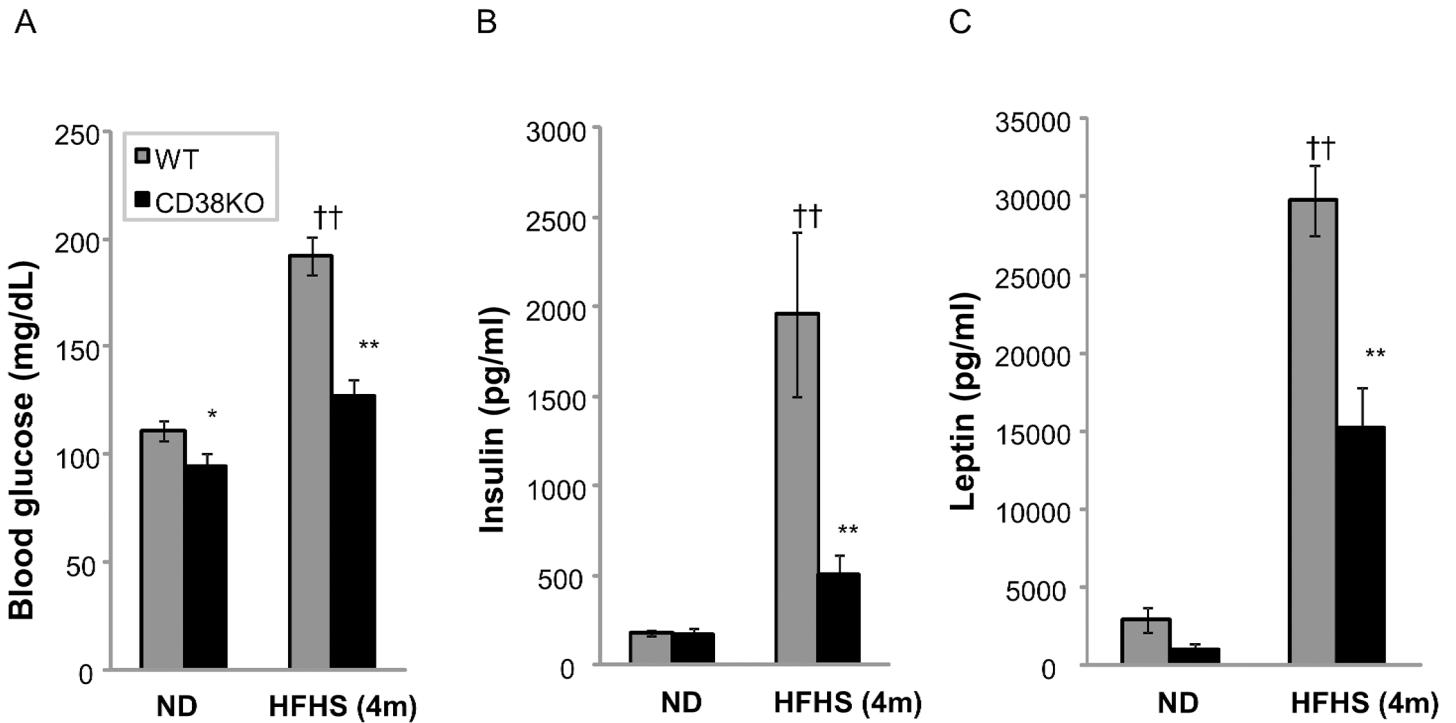 A
B
C
250
200
150
100
50
0
Blood glucose (mg/dL)
WT
CD38KO
*
††
**
ND
HFHS (4m)
3000
2500
2000
1500
1000
500
0
Insulin (pg/ml)
††
**
ND
HFHS (4m)
35000
30000
25000
20000
15000
10000
5000
0
Leptin (pg/ml)
††
**
ND
HFHS (4m)